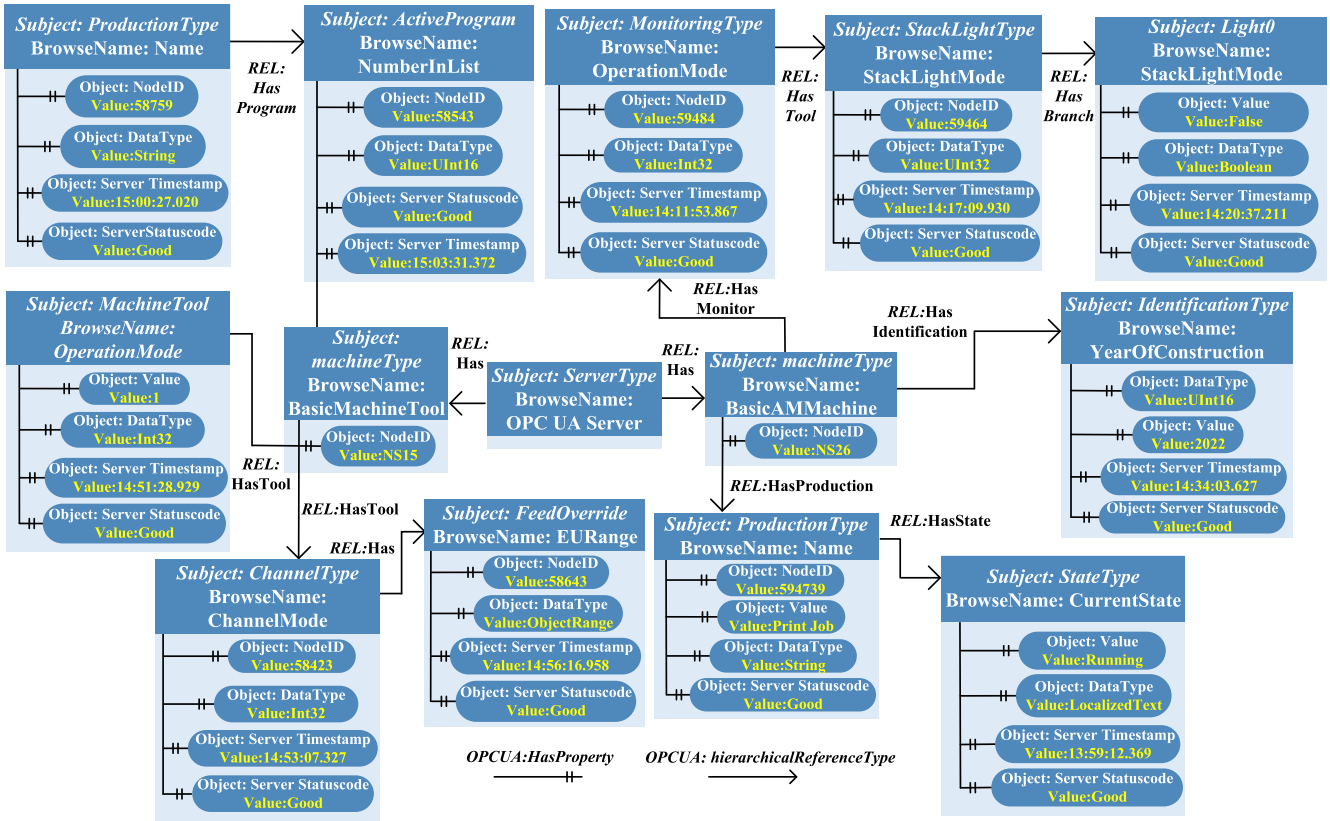 Subject: ProductionType
BrowseName: Name
Object: NodeID
Value:58759
Object: DataType
Value:String
Object: Server Timestamp
Value:15:00:27.020
Object: ServerStatuscode
Value:Good
REL:
Has
Program
Subject: ActiveProgram
BrowseName:
NumberInList
Object: NodeID
Value:58543
Object: DataType
Value:UInt16
Object: Server Statuscode
Value:Good
Object: Server Timestamp
Value:15:03:31.372
Subject: MonitoringType
BrowseName:
OperationMode
Object: NodeID
Value:59484
Object: DataType
Value:Int32
Object: Server Timestamp
Value:14:11:53.867
Object: Server Statuscode
Value:Good
REL:
Has
Tool
Subject: StackLightType
BrowseName:
StackLightMode
Object: NodeID
Value:59464
Object: DataType
Value:UInt32
Object: Server Timestamp
Value:14:17:09.930
Object: Server Statuscode
Value:Good
REL:
Has
Branch
Subject: Light0
BrowseName:
StackLightMode
Object: Value
Value:False
Object: DataType
Value:Boolean
Object: Server Timestamp
Value:14:20:37.211
Object: Server Statuscode
Value:Good
Subject: MachineTool
BrowseName:
OperationMode
Object: Value
Value:1
Object: DataType
Value:Int32
Object: Server Timestamp
Value:14:51:28.929
Object: Server Statuscode
Value:Good
REL:
HasTool
Subject:
machineType
BrowseName:
BasicMachineTool
Object: NodeID
Value:NS15
REL:
Has
Subject: ServerType
BrowseName:
OPC UA Server
REL:
Has
REL:Has
Monitor
Subject: machineType
BrowseName:
BasicAMMachine
Object: NodeID
Value:NS26
REL:Has
Identification
Subject: IdentificationType
BrowseName:
YearOfConstruction
Object: DataType
Value:UInt16
Object: Value
Value:2022
Object: Server Timestamp
Value:14:34:03.627
Object: Server Statuscode
Value:Good
REL:HasTool
REL:Has
Subject: ChannelType
BrowseName:
ChannelMode
Object: NodeID
Value:58423
Object: DataType
Value:Int32
Object: Server Timestamp
Value:14:53:07.327
Object: Server Statuscode
Value:Good
Subject: FeedOverride
BrowseName: EURange
Object: NodeID
Value:58643
Object: DataType
Value:ObjectRange
Object: Server Timestamp
Value:14:56:16.958
Object: Server Statuscode
Value:Good
REL:HasProduction
Subject: ProductionType
BrowseName: Name
Object: NodeID
Value:594739
Object: Value
Value:Print Job
Object: DataType
Value:String
Object: Server Statuscode
Value:Good
REL:HasState
Subject: StateType
BrowseName: CurrentState
Object: Value
Value:Running
Object: DataType
Value:LocalizedText
Object: Server Timestamp
Value:13:59:12.369
Object: Server Statuscode
Value:Good
OPCUA:HasProperty
OPCUA: hierarchicalReferenceType